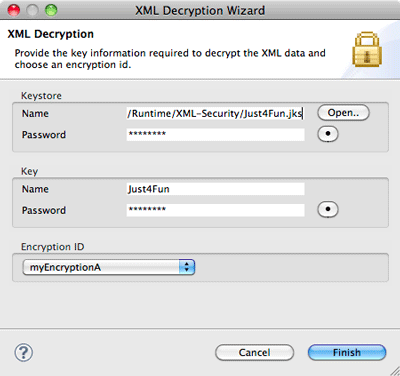 XML Decryption Wizard
XML Decryption
Provide the key information required to decrypt the XML data and
choose an encryption id.
Keystore
Name /Runtime/XML-Security/Just4Fun.jks Open..
Password ********
Key
Name Just4Fun
Password ********
Encryption ID
myEncryptionA
? Cancel Finish